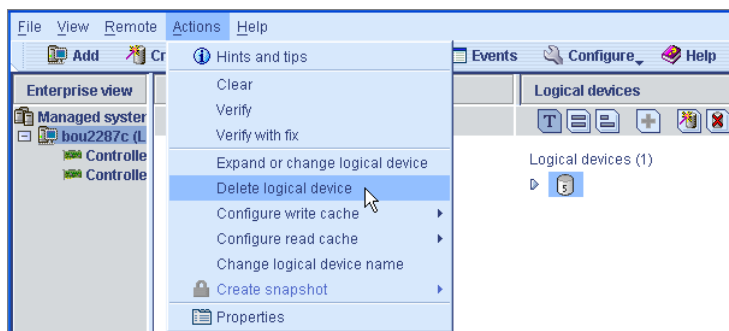 File View Remote Actions Help
Add Cr Events Configure Help
Hints and tips
Enterprise view Logical devices
Clear
Managed syster
Verify
bou2287c (L
Verify with fix
Controlle
Expand or change logical device
Logical devices (1)
Controlle
Delete logical device
5
Configure write cache
Configure read cache
Change logical device name
Create snapshot
Properties